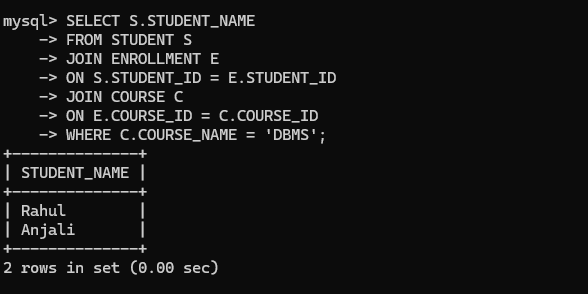 mysql> SELECT S.STUDENT_NAME
    -> FROM STUDENT S
    -> JOIN ENROLLMENT E
    -> ON S.STUDENT_ID = E.STUDENT_ID
    -> JOIN COURSE C
    -> ON E.COURSE_ID = C.COURSE_ID
    -> WHERE C.COURSE_NAME = 'DBMS';
+--------------+
| STUDENT_NAME |
+--------------+
| Rahul        |
| Anjali       |
+--------------+
2 rows in set (0.00 sec)